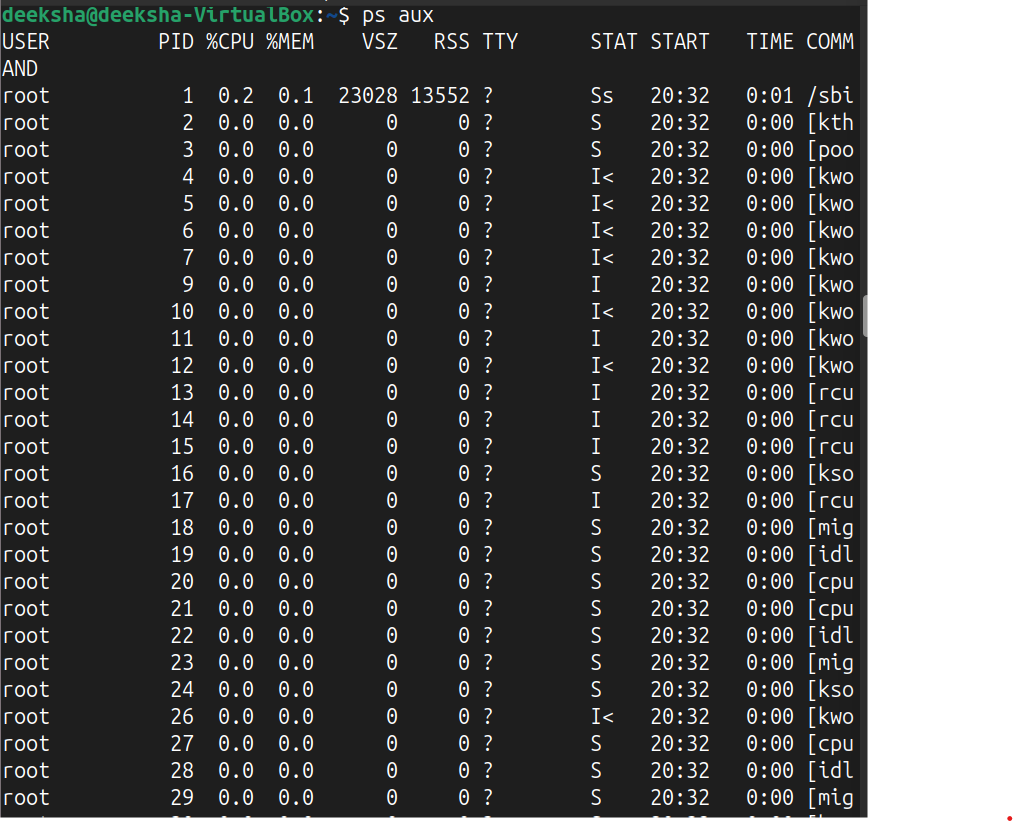 deeksha@deeksha-VirtualBox:~$ ps aux
USER         PID %CPU %MEM    VSZ   RSS TTY      STAT START   TIME COMM
AND
root           1  0.2  0.1  23028 13552 ?        Ss   20:32   0:01 /sbi
root           2  0.0  0.0      0     0 ?        S    20:32   0:00 [kth
root           3  0.0  0.0      0     0 ?        S    20:32   0:00 [poo
root           4  0.0  0.0      0     0 ?        I<   20:32   0:00 [kwo
root           5  0.0  0.0      0     0 ?        I<   20:32   0:00 [kwo
root           6  0.0  0.0      0     0 ?        I<   20:32   0:00 [kwo
root           7  0.0  0.0      0     0 ?        I<   20:32   0:00 [kwo
root           9  0.0  0.0      0     0 ?        I    20:32   0:00 [kwo
root          10  0.0  0.0      0     0 ?        I<   20:32   0:00 [kwo
root          11  0.0  0.0      0     0 ?        I    20:32   0:00 [kwo
root          12  0.0  0.0      0     0 ?        I<   20:32   0:00 [kwo
root          13  0.0  0.0      0     0 ?        I    20:32   0:00 [rcu
root          14  0.0  0.0      0     0 ?        I    20:32   0:00 [rcu
root          15  0.0  0.0      0     0 ?        I    20:32   0:00 [rcu
root          16  0.0  0.0      0     0 ?        S    20:32   0:00 [kso
root          17  0.0  0.0      0     0 ?        I    20:32   0:00 [rcu
root          18  0.0  0.0      0     0 ?        S    20:32   0:00 [mig
root          19  0.0  0.0      0     0 ?        S    20:32   0:00 [idl
root          20  0.0  0.0      0     0 ?        S    20:32   0:00 [cpu
root          21  0.0  0.0      0     0 ?        S    20:32   0:00 [cpu
root          22  0.0  0.0      0     0 ?        S    20:32   0:00 [idl
root          23  0.0  0.0      0     0 ?        S    20:32   0:00 [mig
root          24  0.0  0.0      0     0 ?        S    20:32   0:00 [kso
root          26  0.0  0.0      0     0 ?        I<   20:32   0:00 [kwo
root          27  0.0  0.0      0     0 ?        S    20:32   0:00 [cpu
root          28  0.0  0.0      0     0 ?        S    20:32   0:00 [idl
root          29  0.0  0.0      0     0 ?        S    20:32   0:00 [mig